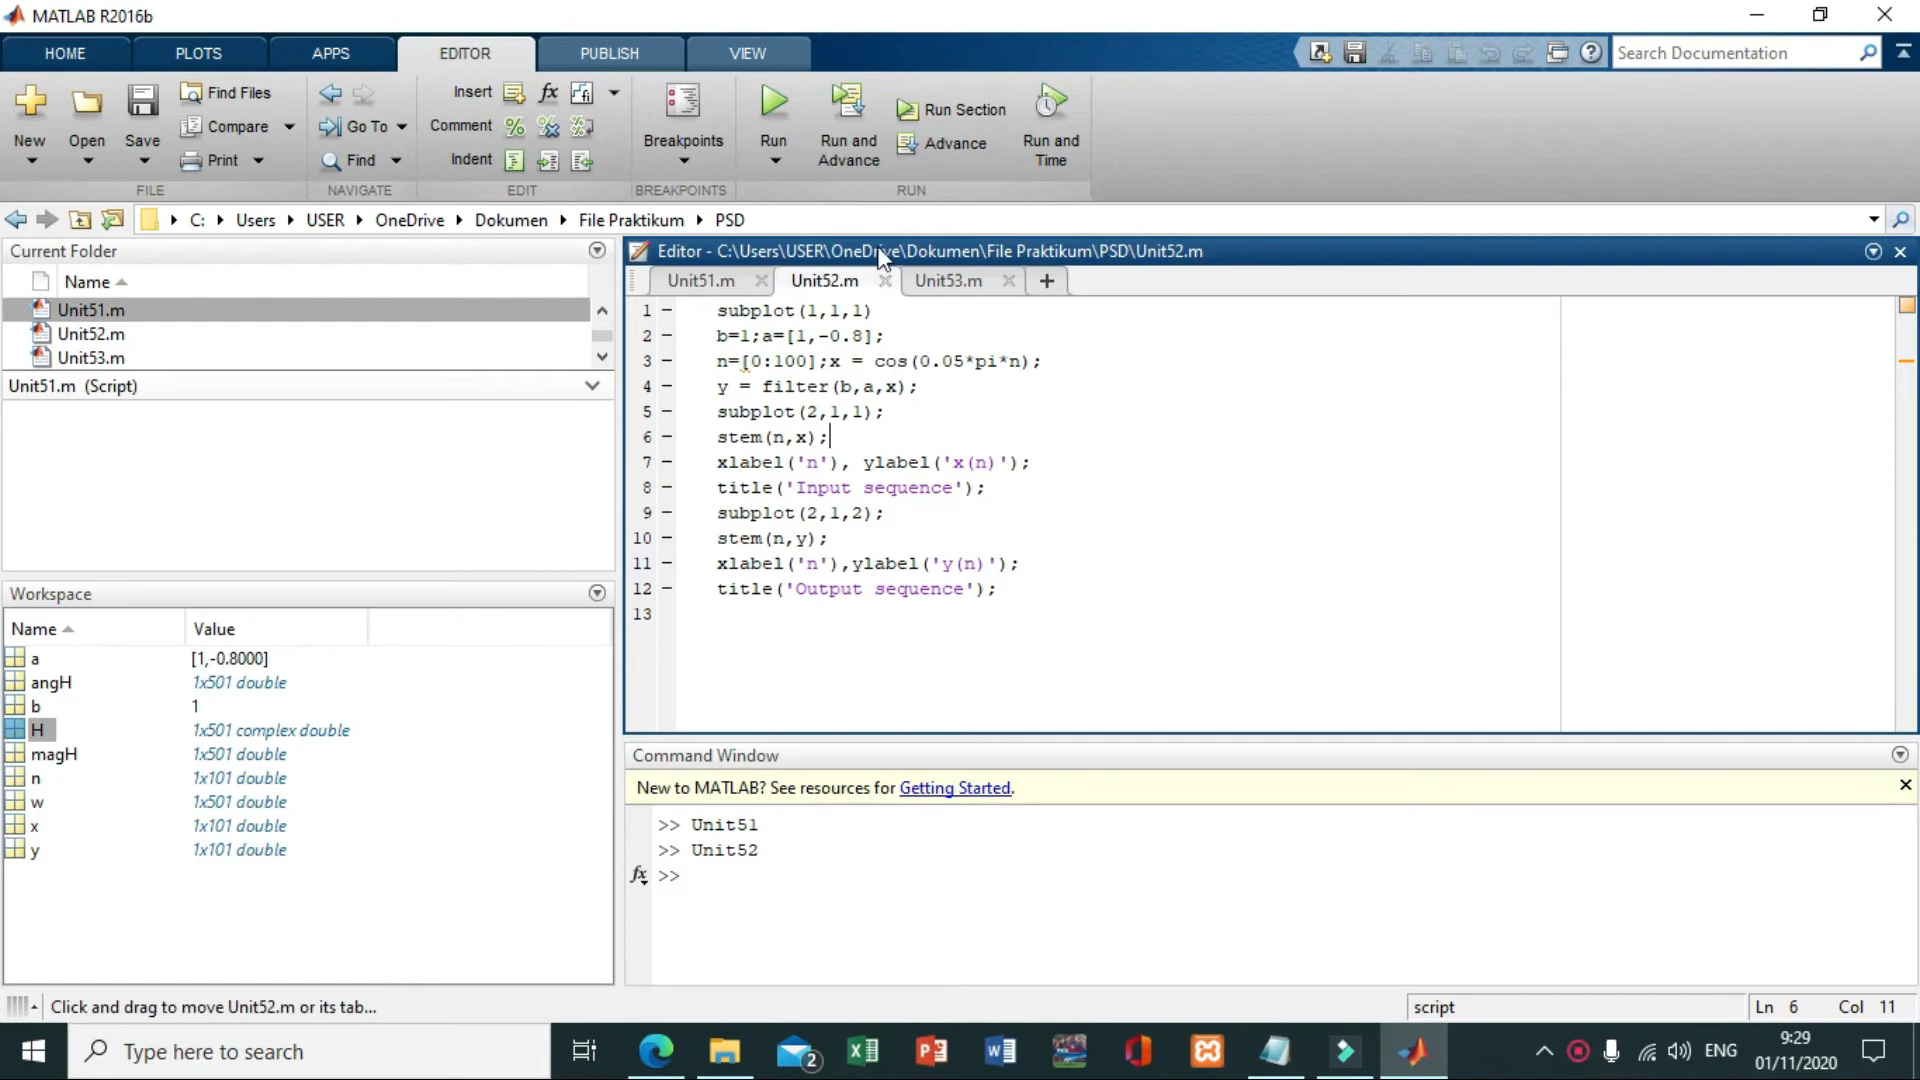 MATLAB R2016b
HOME
PLOTS
APPS
EDITOR
PUBLISH
VIEW
Search Documentation
New
Open
Save
Find Files
Compare
Print
Go To
Find
Insert
fx
Comment
Indent
Breakpoints
Run
Run and Advance
Run Section
Advance
Run and Time
FILE
NAVIGATE
EDIT
BREAKPOINTS
RUN
C: Users USER OneDrive Dokumen File Praktikum PSD
Current Folder
Name
Unit51.m
Unit52.m
Unit53.m
Unit51.m (Script)
Workspace
Name Value
a [1,-0.8000]
angH 1x501 double
b 1
H 1x501 complex double
magH 1x501 double
n 1x101 double
w 1x501 double
x 1x101 double
y 1x101 double
Editor - C:\Users\USER\OneDrive\Dokumen\File Praktikum\PSD\Unit52.m
Unit51.m Unit52.m Unit53.m +
1 subplot(1,1,1)
2 b=1;a=[1,-0.8];
3 n=[0:100];x = cos(0.05*pi*n);
4 y = filter(b,a,x);
5 subplot(2,1,1);
6 stem(n,x);
7 xlabel('n'), ylabel('x(n)');
8 title('Input sequence');
9 subplot(2,1,2);
10 stem(n,y);
11 xlabel('n'),ylabel('y(n)');
12 title('Output sequence');
13
Command Window
New to MATLAB? See resources for Getting Started.
>> Unit51
>> Unit52
fx >>
Click and drag to move Unit52.m or its tab...
script
Ln 6 Col 11
Type here to search
2
ENG
9:29
01/11/2020